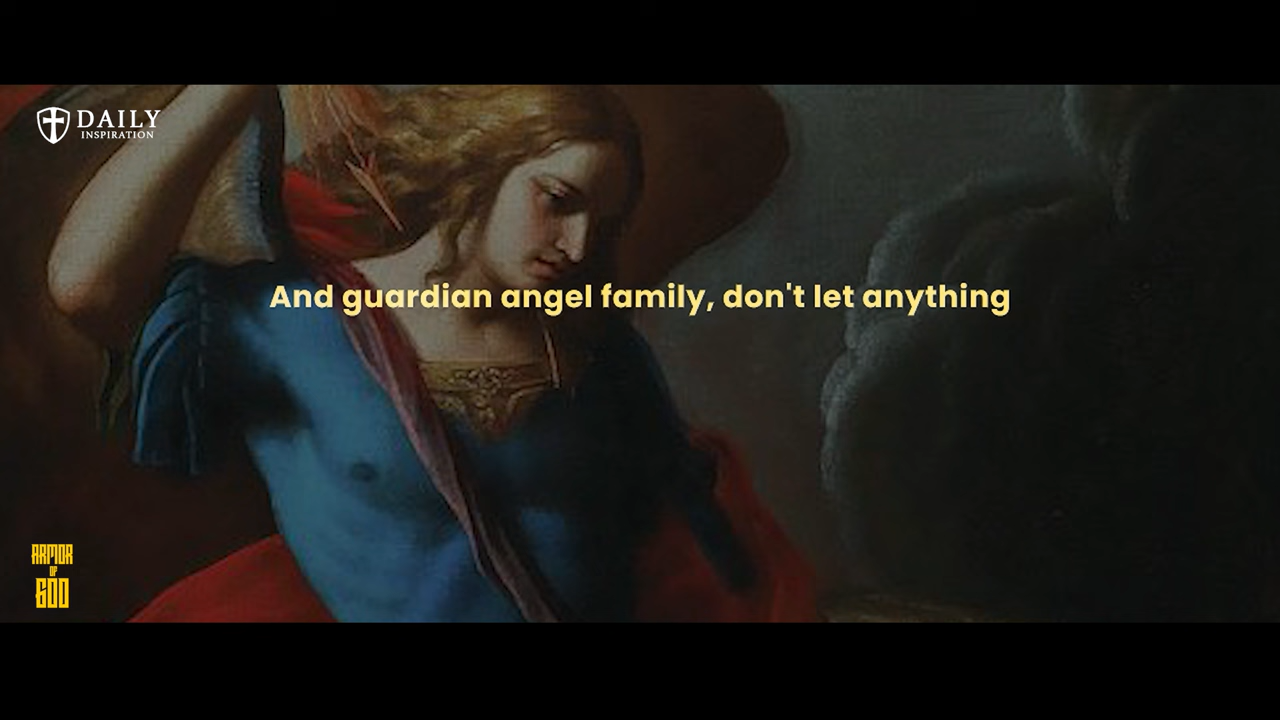 DAILY
INSPIRATION
And guardian angel family, don't let anything
ARMOR
OF
GOD